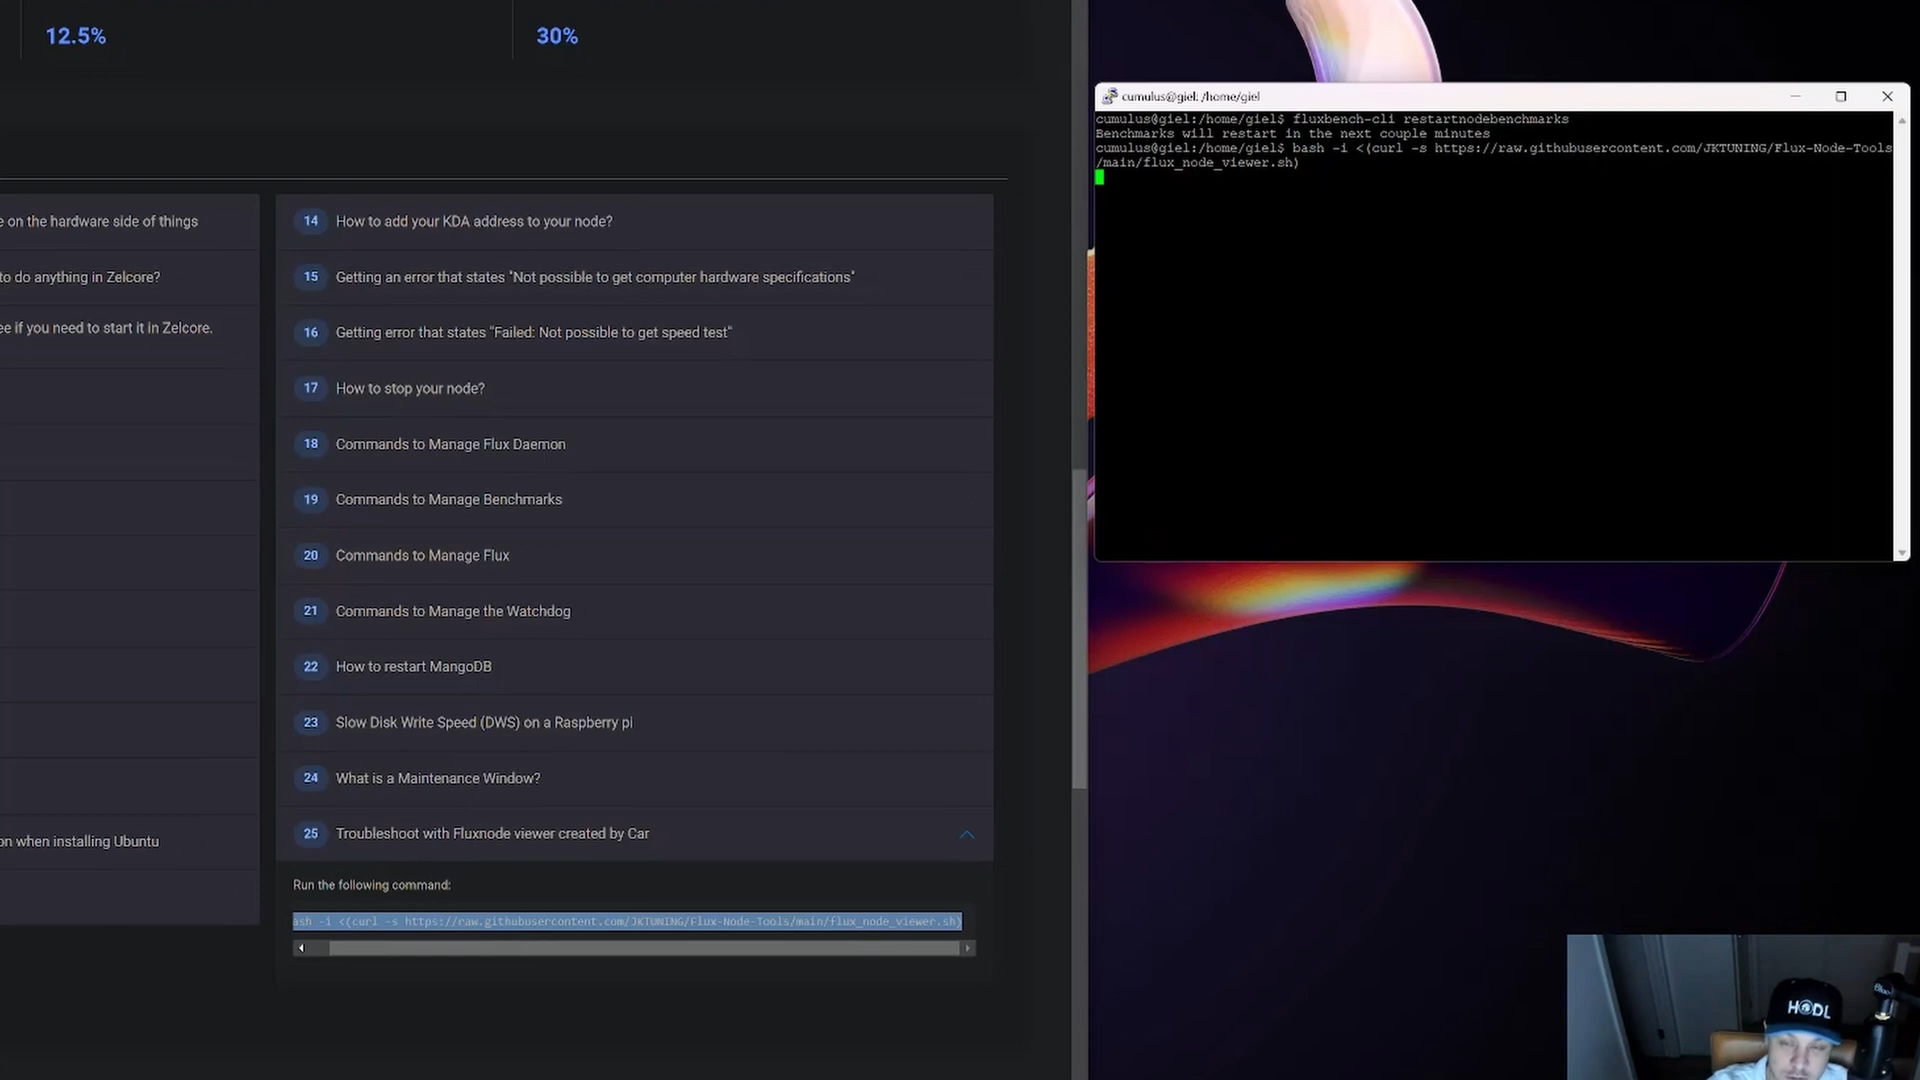 12.5%
30%
e on the hardware side of things
to do anything in Zelcore?
ee if you need to start it in Zelcore.
on when installing Ubuntu
14 How to add your KDA address to your node?
15 Getting an error that states "Not possible to get computer hardware specifications"
16 Getting error that states "Failed: Not possible to get speed test"
17 How to stop your node?
18 Commands to Manage Flux Daemon
19 Commands to Manage Benchmarks
20 Commands to Manage Flux
21 Commands to Manage the Watchdog
22 How to restart MangoDB
23 Slow Disk Write Speed (DWS) on a Raspberry pi
24 What is a Maintenance Window?
25 Troubleshoot with Fluxnode viewer created by Car
Run the following command:
ash -i <(curl -s https://raw.githubusercontent.com/JKTUNING/Flux-Node-Tools/main/flux_node_viewer.sh)
cumulus@giel: /home/giel
cumulus@giel:/home/giel$ fluxbench-cli restartnodebenchmarks
Benchmarks will restart in the next couple minutes
cumulus@giel:/home/giel$ bash -i <(curl -s https://raw.githubusercontent.com/JKTUNING/Flux-Node-Tools
/main/flux_node_viewer.sh)
HODL
Blue